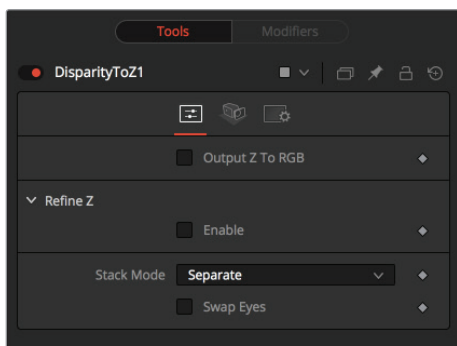 Tools Modifiers
DisparityToZ1
Output Z To RGB
Refine Z
Enable
Stack Mode Separate
Swap Eyes